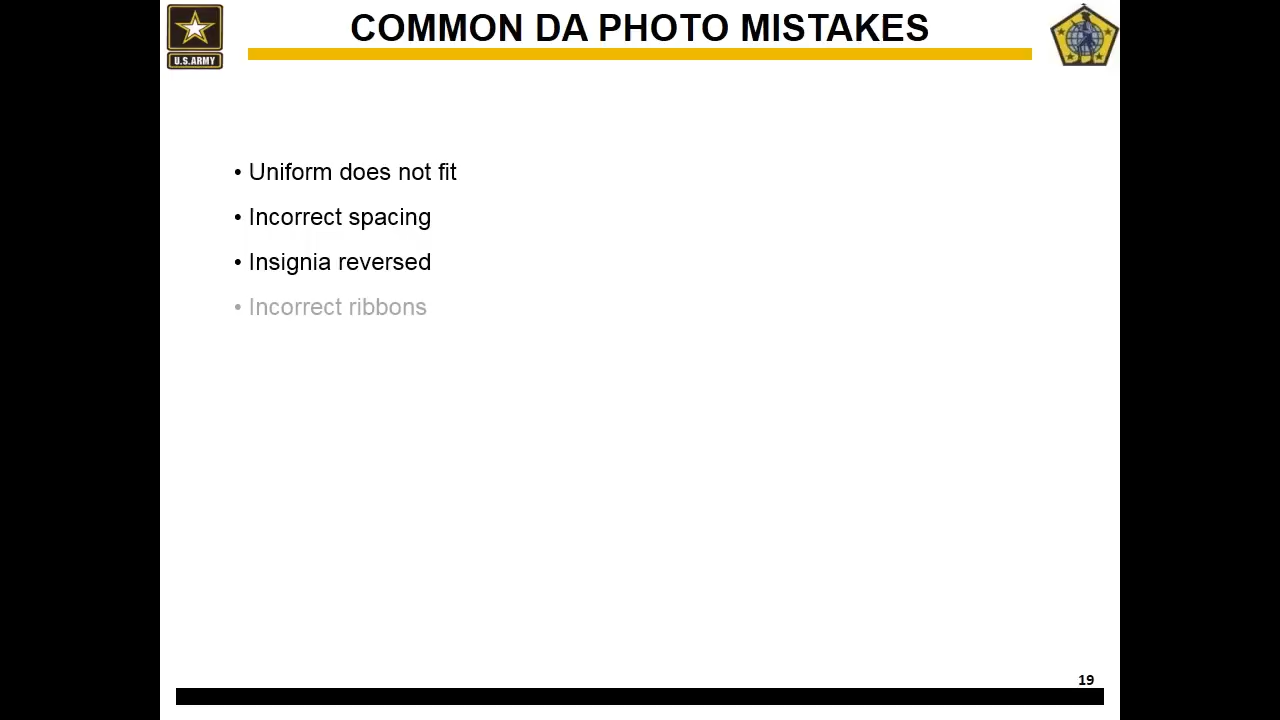 COMMON DA PHOTO MISTAKES
U.S.ARMY
• Uniform does not fit
• Incorrect spacing
• Insignia reversed
• Incorrect ribbons
19